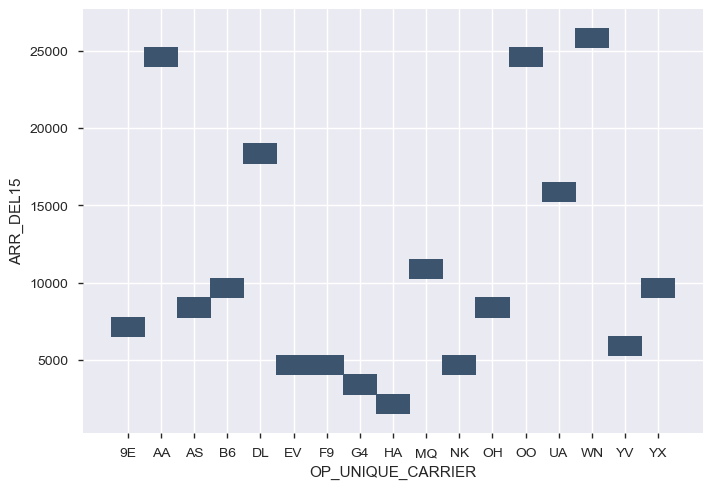 25000
20000
15000
10000
5000
ARR_DEL15
9E AA AS B6 DL EV F9 G4 HA MQ NK OH OO UA WN YV YX
OP_UNIQUE_CARRIER